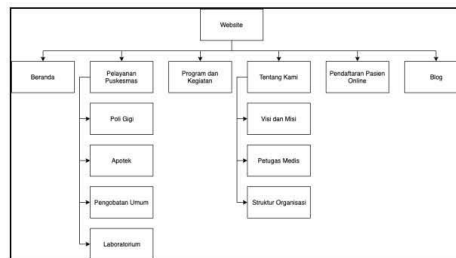 Website
Beranda
Pelayanan
Puskesmas
Program dan
Kegiatan
Tentang Kami
Pendaftaran Pasien
Online
Blog
Poli Gigi
Visi dan Misi
Apotek
Petugas Medis
Pengobatan Umum
Struktur Organisasi
Laboratorium